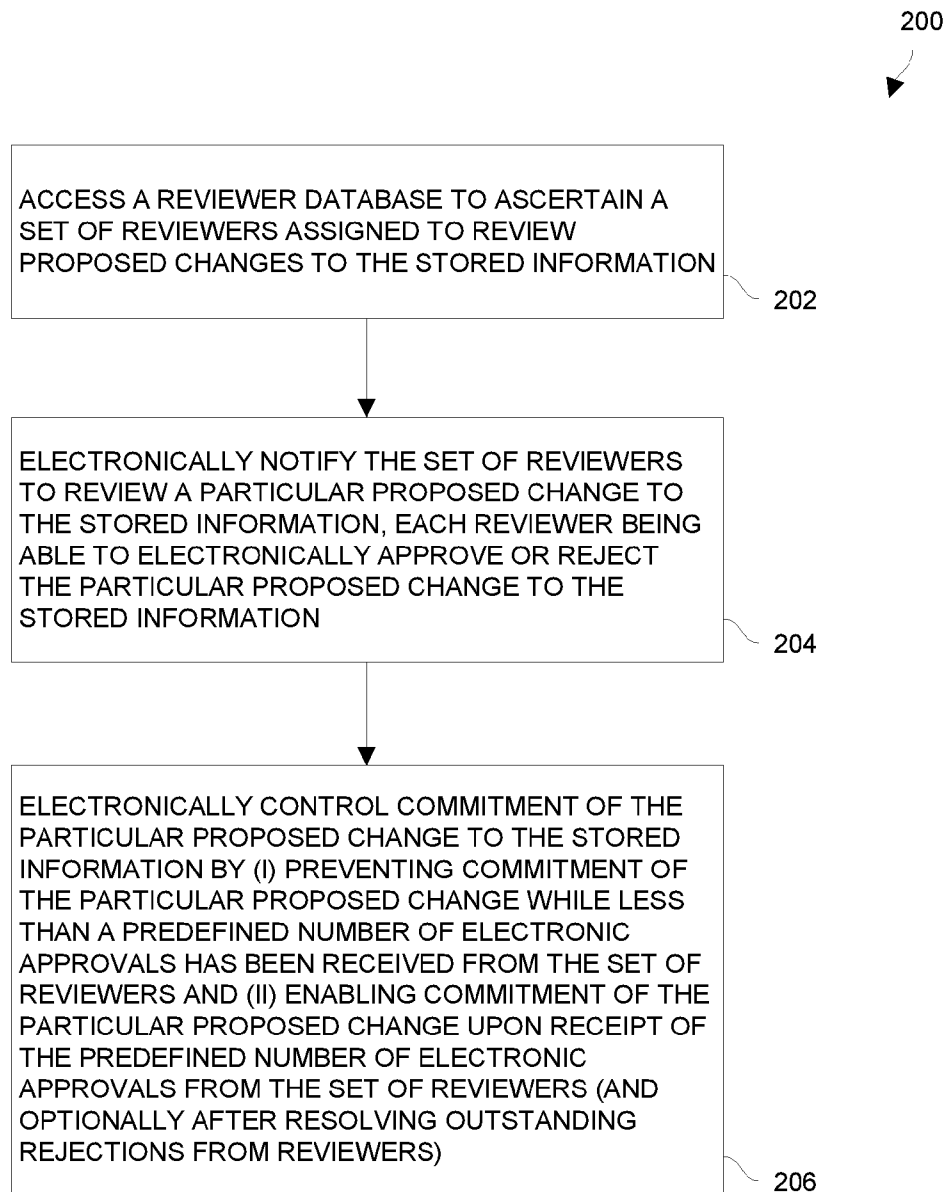 200
ACCESS A REVIEWER DATABASE TO ASCERTAIN A
SET OF REVIEWERS ASSIGNED TO REVIEW
PROPOSED CHANGES TO THE STORED INFORMATION
202
ELECTRONICALLY NOTIFY THE SET OF REVIEWERS
TO REVIEW A PARTICULAR PROPOSED CHANGE TO
THE STORED INFORMATION, EACH REVIEWER BEING
ABLE TO ELECTRONICALLY APPROVE OR REJECT
THE PARTICULAR PROPOSED CHANGE TO THE
STORED INFORMATION
204
ELECTRONICALLY CONTROL COMMITMENT OF THE
PARTICULAR PROPOSED CHANGE TO THE STORED
INFORMATION BY (I) PREVENTING COMMITMENT OF
THE PARTICULAR PROPOSED CHANGE WHILE LESS
THAN A PREDEFINED NUMBER OF ELECTRONIC
APPROVALS HAS BEEN RECEIVED FROM THE SET OF
REVIEWERS AND (II) ENABLING COMMITMENT OF THE
PARTICULAR PROPOSED CHANGE UPON RECEIPT OF
THE PREDEFINED NUMBER OF ELECTRONIC
APPROVALS FROM THE SET OF REVIEWERS (AND
OPTIONALLY AFTER RESOLVING OUTSTANDING
REJECTIONS FROM REVIEWERS)
206